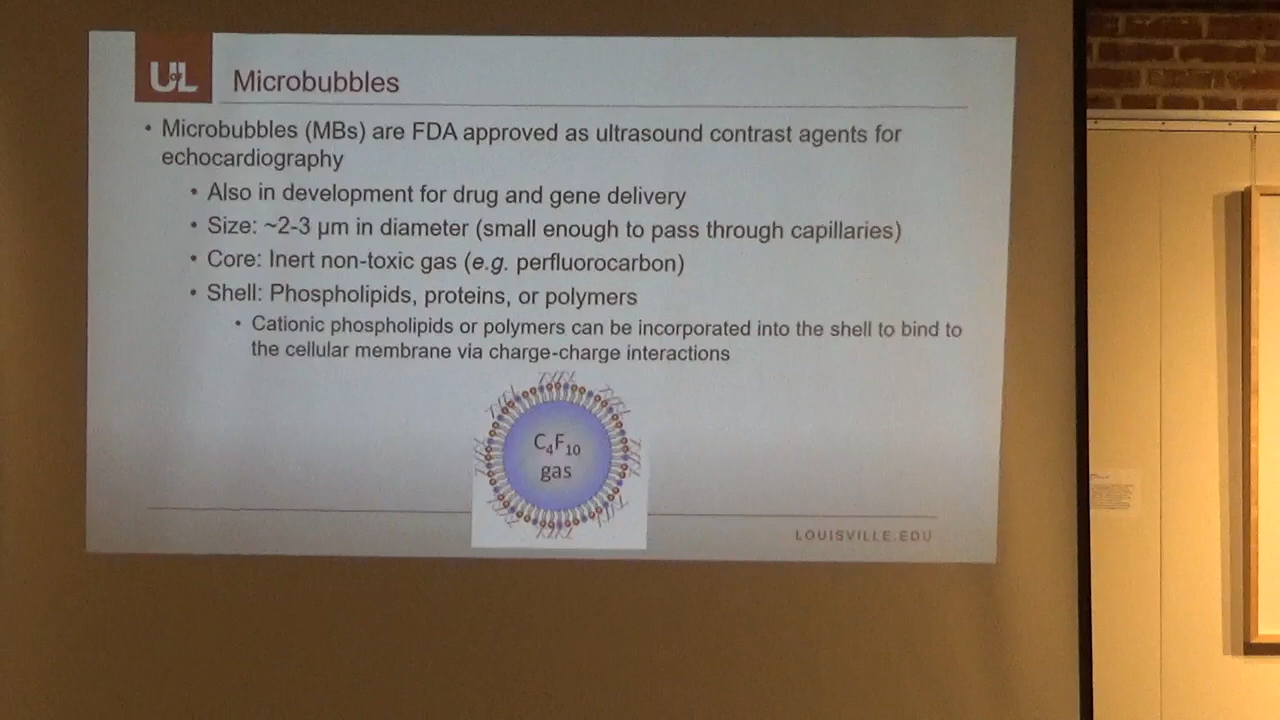 UofL
Microbubbles
• Microbubbles (MBs) are FDA approved as ultrasound contrast agents for
echocardiography
• Also in development for drug and gene delivery
• Size: ~2-3 μm in diameter (small enough to pass through capillaries)
• Core: Inert non-toxic gas (e.g. perfluorocarbon)
• Shell: Phospholipids, proteins, or polymers
• Cationic phospholipids or polymers can be incorporated into the shell to bind to
the cellular membrane via charge-charge interactions
C₄F₁₀
gas
LOUISVILLE.EDU